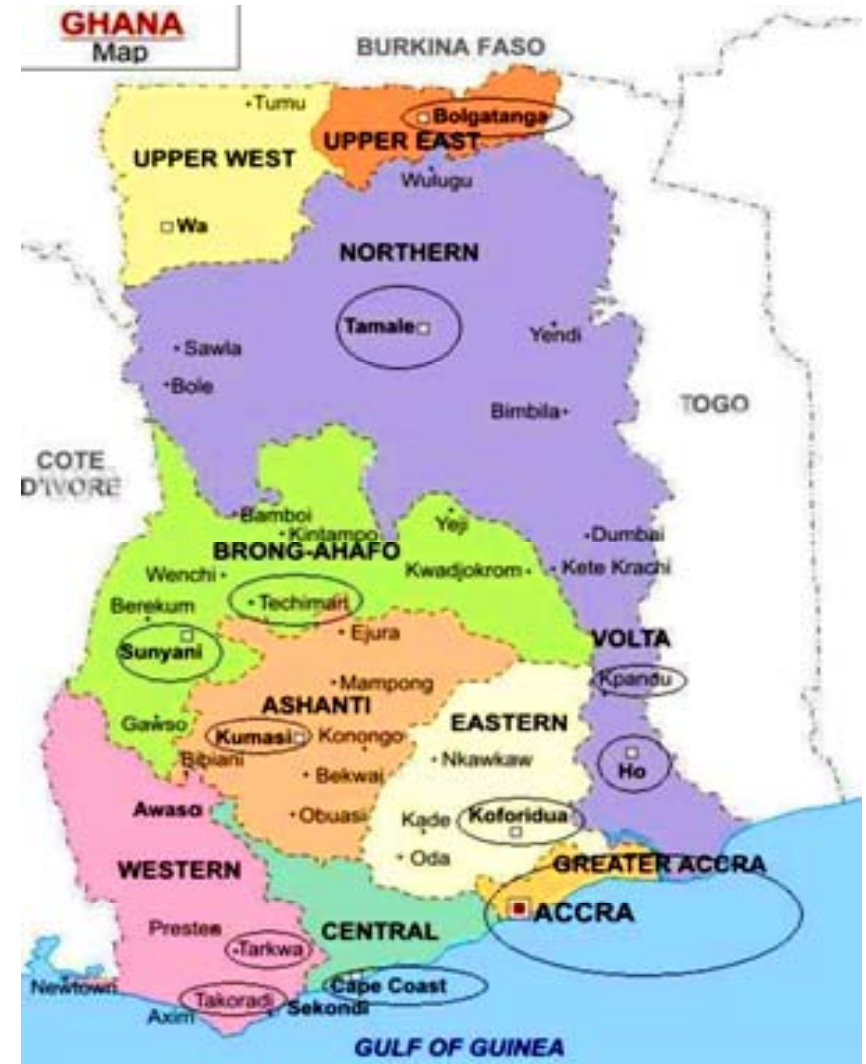 GHANA
Map
BURKINA FASO
Tumu
Bolgatanga
UPPER EAST
UPPER WEST
Wulugu
Wa
NORTHERN
Tamale
Yendi
Sawla
Bole
Bimbila
TOGO
COTE
D'IVORE
Bamboi
Yeji
Kintampo
Dumbai
BRONG-AHAFO
Wenchi
Kwadjokrom
Kete Krachi
Berekum
Techimart
Ejura
Sunyani
VOLTA
Kpandu
Mampong
ASHANTI
EASTERN
Gawso
Kumasi
Konongo
Bibiani
Nkawkaw
Ho
Bekwai
Awaso
Obuasi
Kade
Koforidua
Oda
WESTERN
GREATER ACCRA
ACCRA
Prestea
CENTRAL
Tarkwa
Newtown
Takoradi
Cape Coast
Sekondi
Axim
GULF OF GUINEA